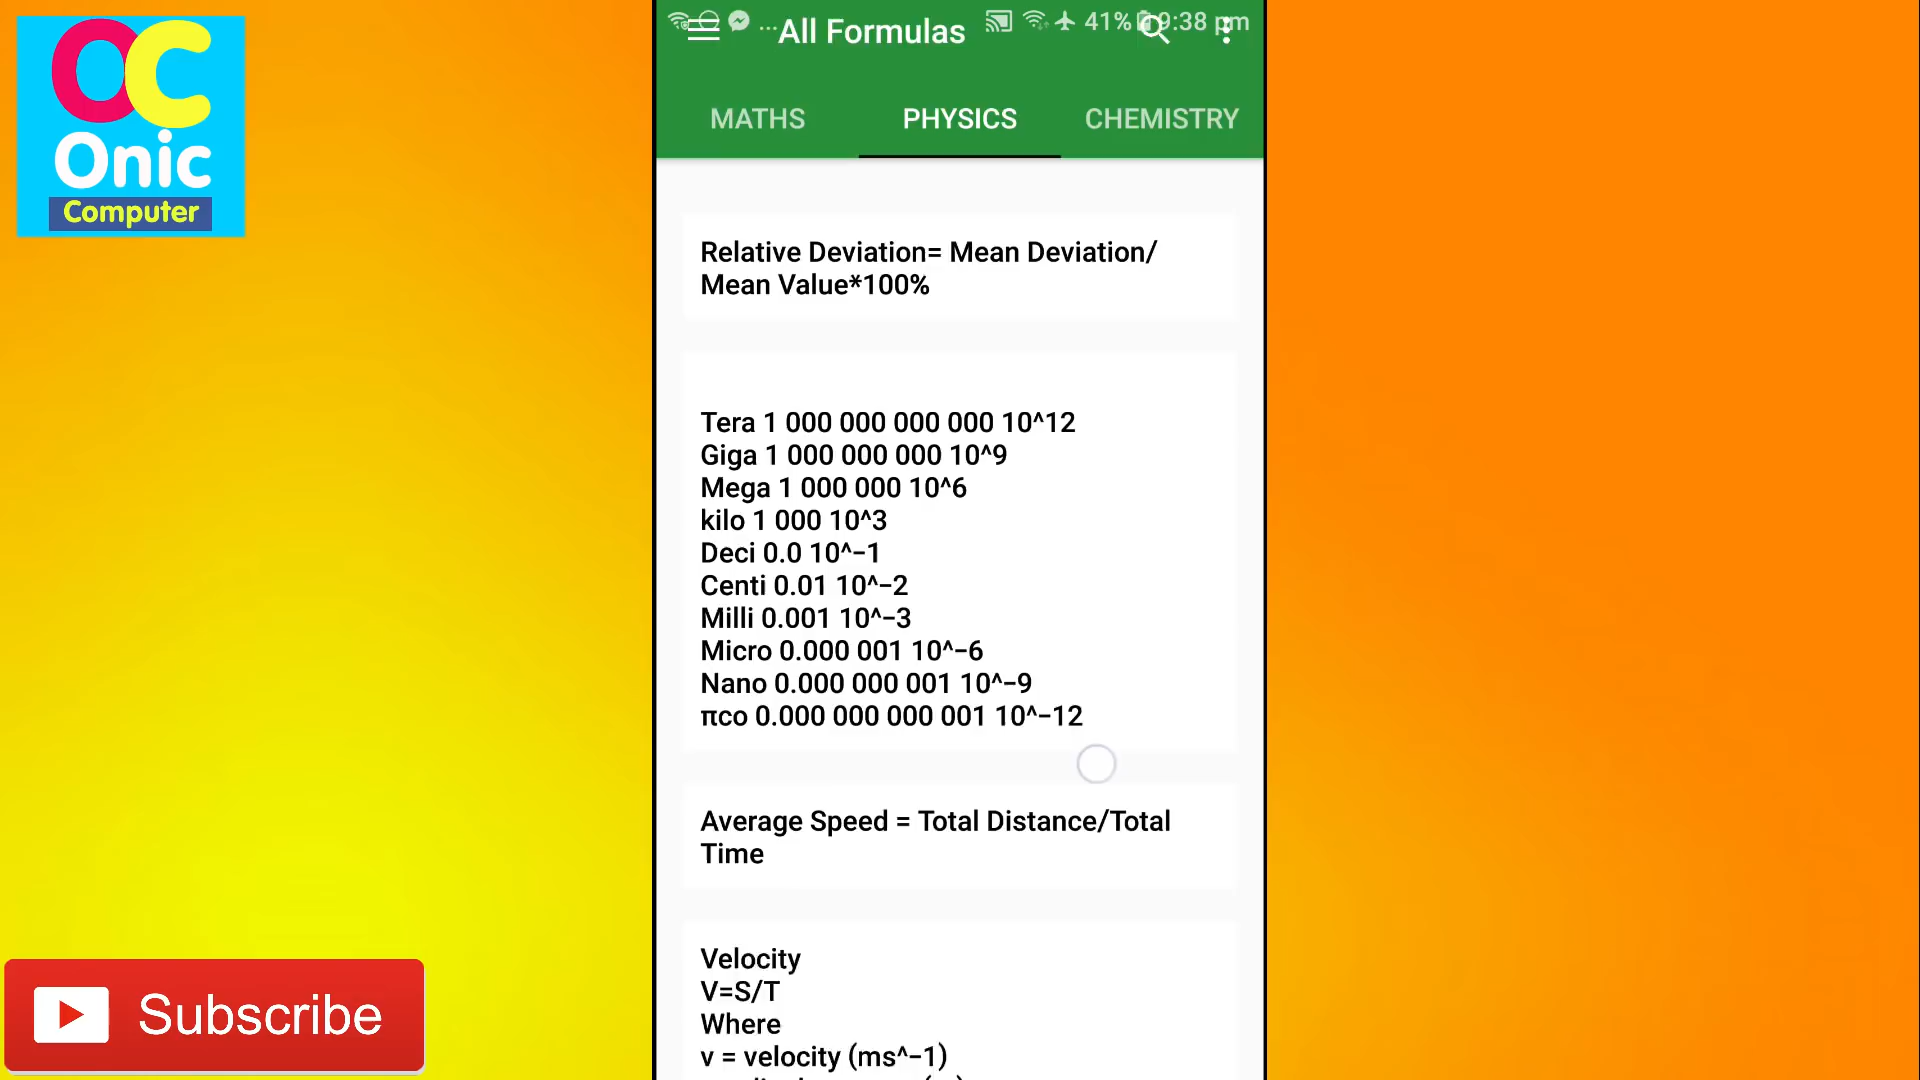 OC
Onic
Computer
... All Formulas 41% 9:38 pm
MATHS PHYSICS CHEMISTRY
Relative Deviation= Mean Deviation/
Mean Value*100%
Tera 1 000 000 000 000 10^12
Giga 1 000 000 000 10^9
Mega 1 000 000 10^6
kilo 1 000 10^3
Deci 0.0 10^−1
Centi 0.01 10^−2
Milli 0.001 10^−3
Micro 0.000 001 10^−6
Nano 0.000 000 001 10^−9
πco 0.000 000 000 001 10^−12
Average Speed = Total Distance/Total
Time
Velocity
V=S/T
Where
v = velocity (ms^−1)
Subscribe